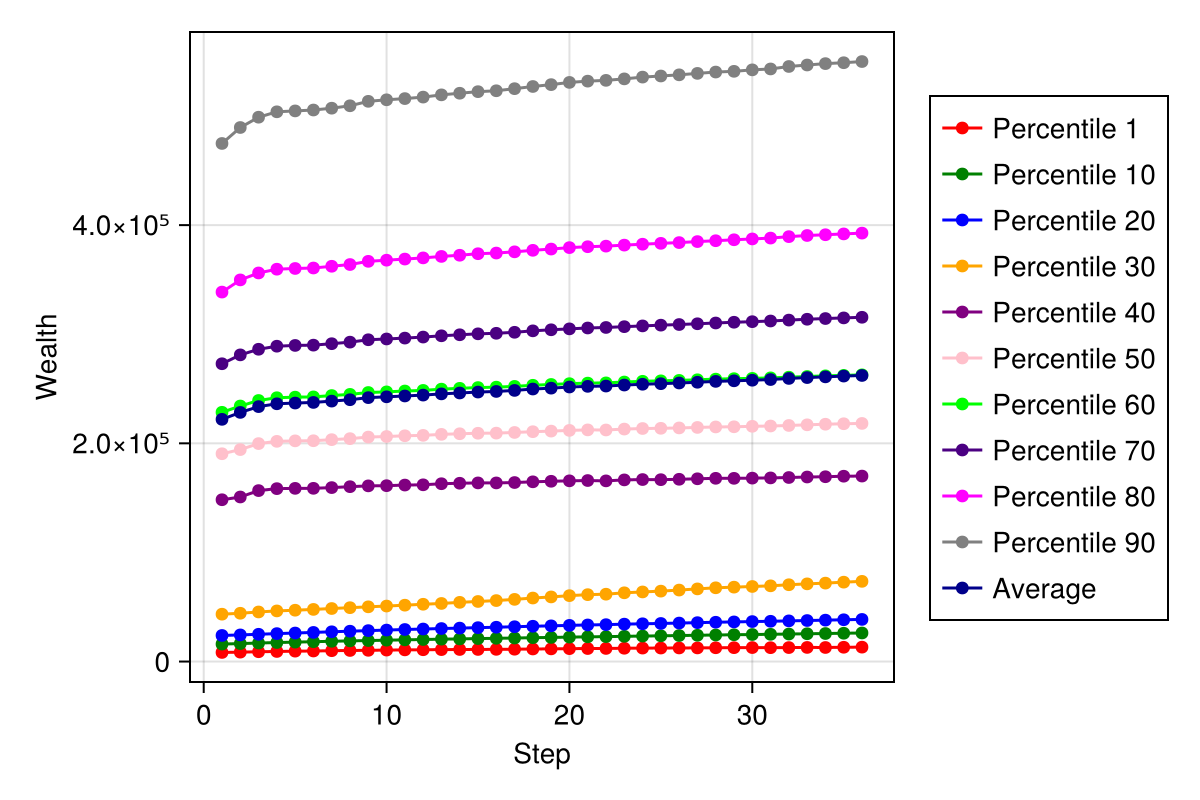 Wealth
4.0×10⁵
2.0×10⁵
0
0 10 20 30
Step
Percentile 1
Percentile 10
Percentile 20
Percentile 30
Percentile 40
Percentile 50
Percentile 60
Percentile 70
Percentile 80
Percentile 90
Average